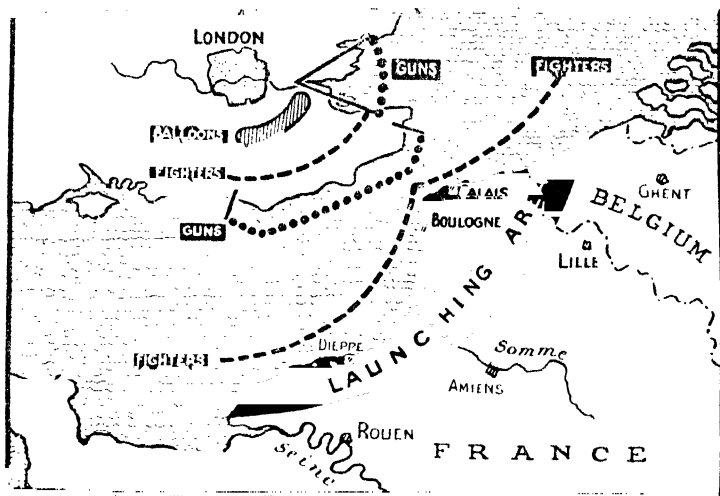 LONDON
GUNS
FIGHTERS
BALLOONS
FIGHTERS
GUNS
CALAIS
BOULOGNE
GHENT
BELGIUM
LILLE
LAUNCHING AREA
FIGHTERS
DIEPPE
Somme
AMIENS
ROUEN
Seine
FRANCE